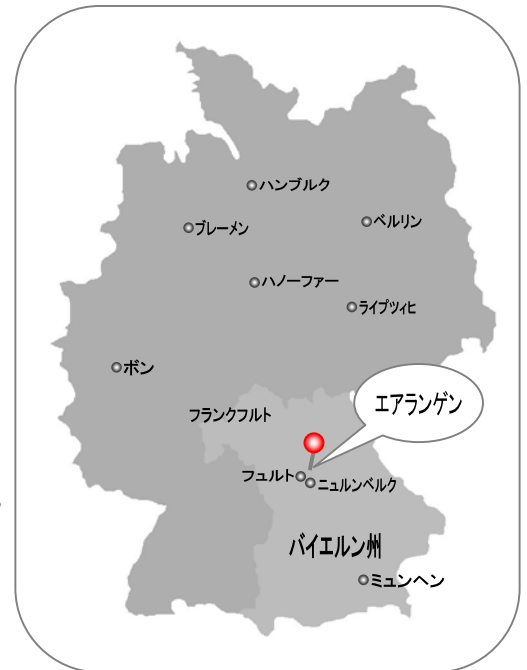 ハンブルク
ベルリン
ブレーメン
ハノーファー
ライプツィヒ
ボン
エアランゲン
フランクフルト
フュルト
ニュルンベルク
バイエルン州
ミュンヘン